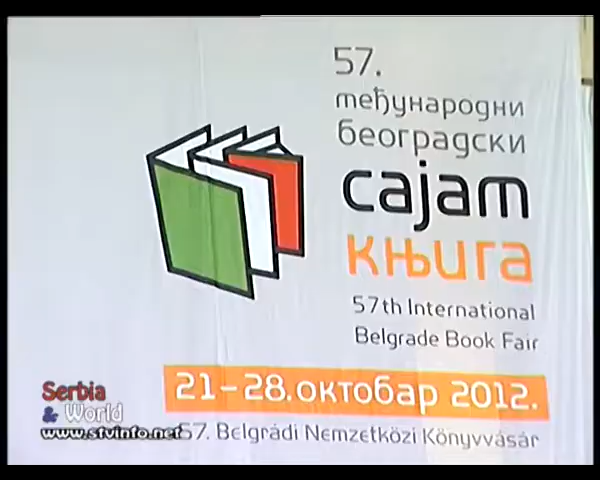 57.
међународни
београдски
сајам
књига
57th International
Belgrade Book Fair
21–28.октобар 2012.
57. Belgrádi Nemzetközi Könyvvásár
Serbia
& World
www.sfvinfo.net